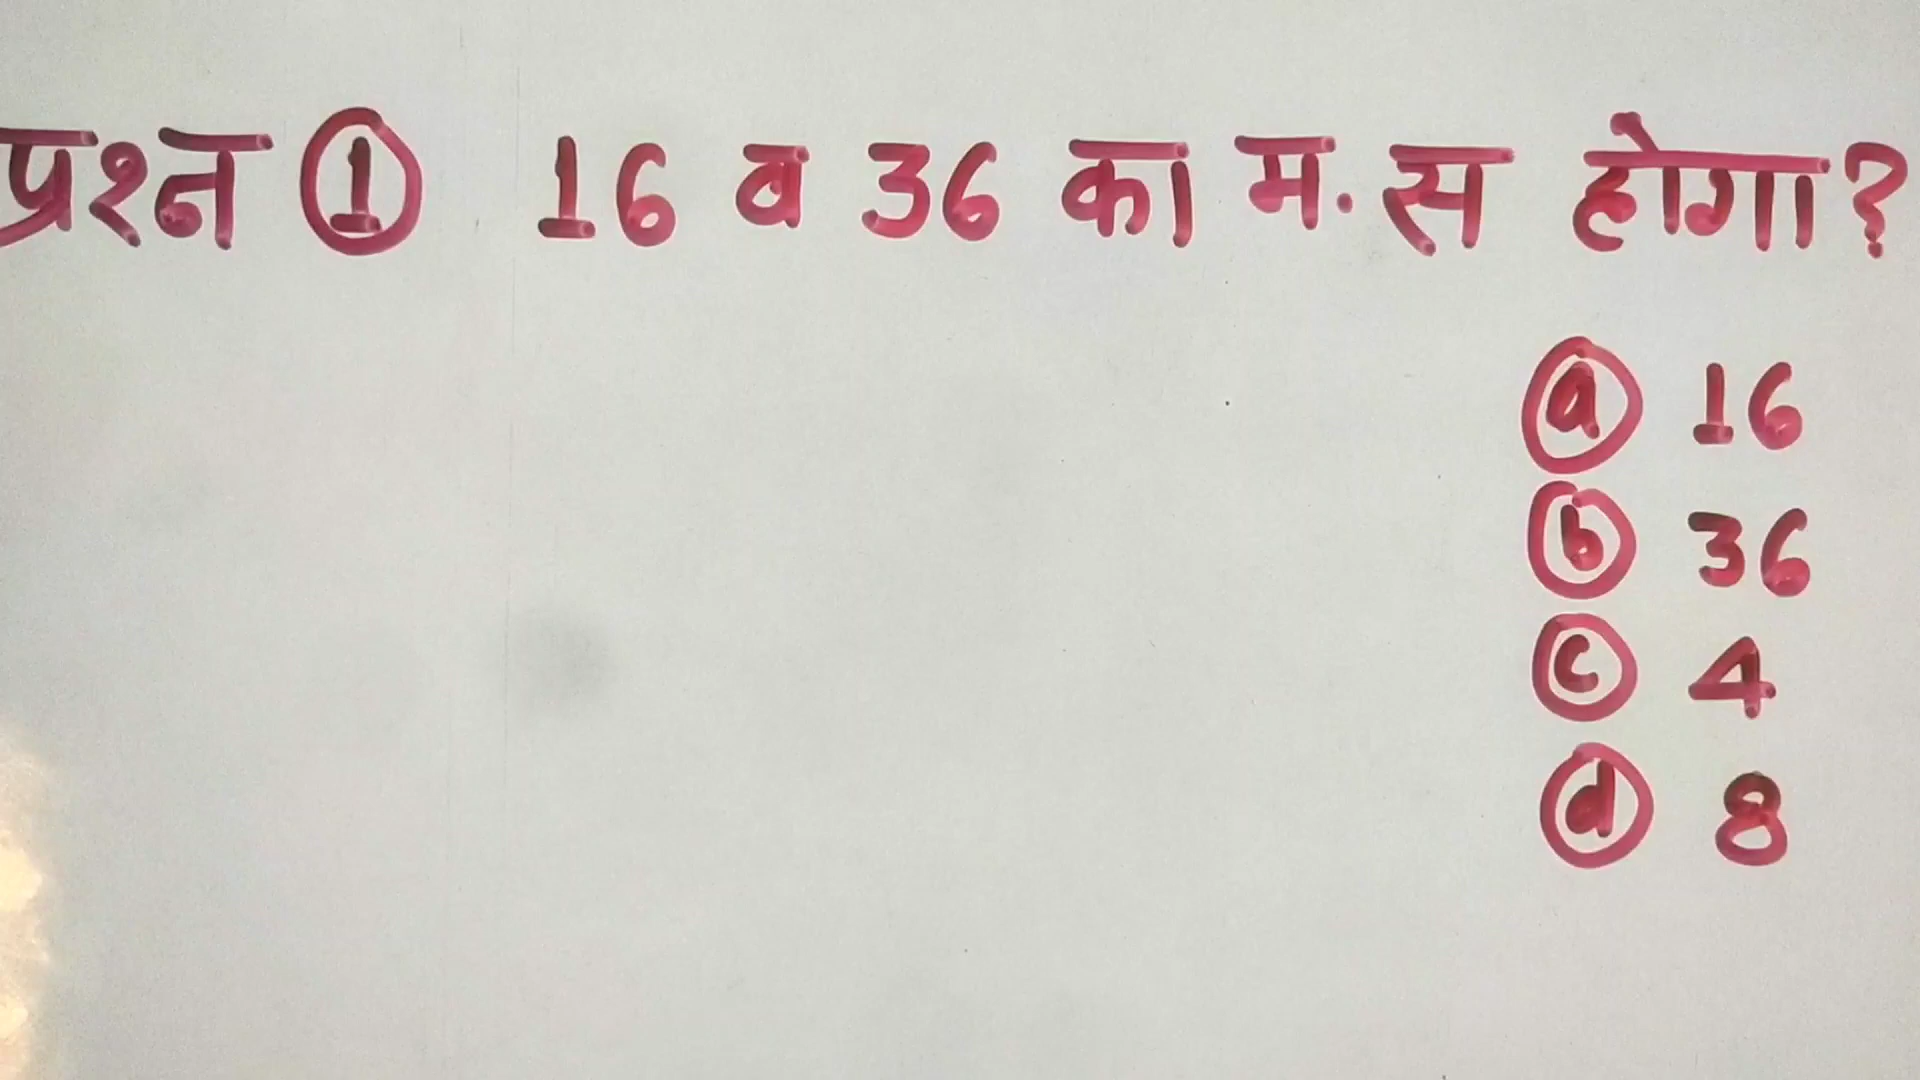 प्रश्न ① 16 व 36 का म.स होगा?
ⓐ 16
ⓑ 36
ⓒ 4
ⓓ 8